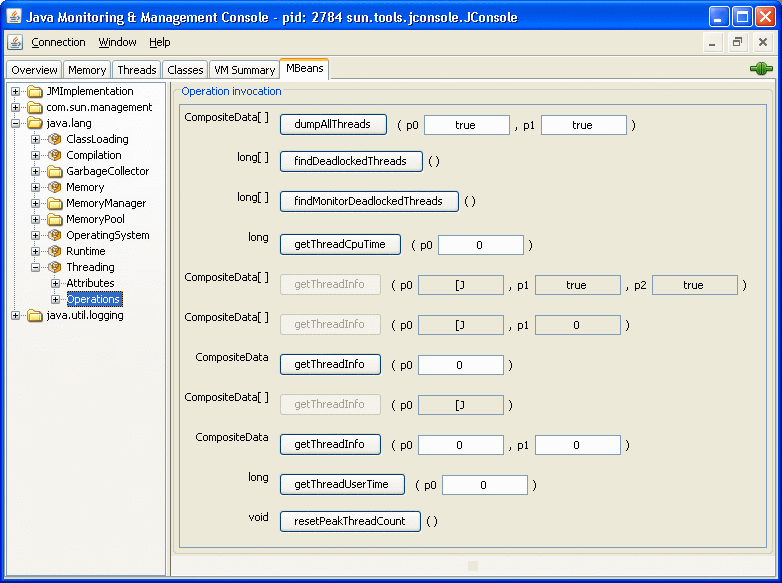 Java Monitoring & Management Console - pid: 2784 sun.tools.jconsole.JConsole
Connection Window Help
Overview Memory Threads Classes VM Summary MBeans
JMImplementation
com.sun.management
java.lang
ClassLoading
Compilation
GarbageCollector
Memory
MemoryManager
MemoryPool
OperatingSystem
Runtime
Threading
Attributes
Operations
java.util.logging
Operation invocation
CompositeData[ ] dumpAllThreads ( p0 true , p1 true )
long[ ] findDeadlockedThreads ( )
long[ ] findMonitorDeadlockedThreads ( )
long getThreadCpuTime ( p0 0 )
CompositeData[ ] getThreadInfo ( p0 [J , p1 true , p2 true )
CompositeData[ ] getThreadInfo ( p0 [J , p1 0 )
CompositeData getThreadInfo ( p0 0 )
CompositeData[ ] getThreadInfo ( p0 [J )
CompositeData getThreadInfo ( p0 0 , p1 0 )
long getThreadUserTime ( p0 0 )
void resetPeakThreadCount ( )